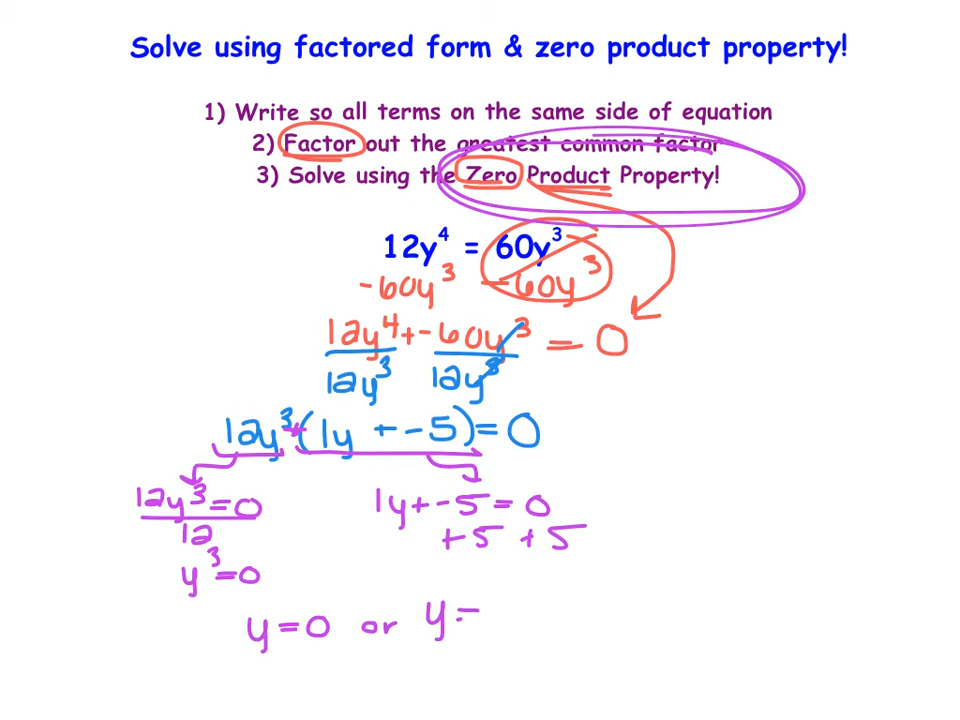 Solve using factored form & zero product property!
1) Write so all terms on the same side of equation
2) Factor out the greatest common factor
3) Solve using the Zero Product Property!
12y⁴ = 60y³
-60y³ -60y³
12y⁴ + -60y³ = 0
12y³ 12y³
12y³ · (1y + -5) = 0
12y³ = 0 1y + -5 = 0
12 +5 +5
y³ = 0
y = 0 or y =